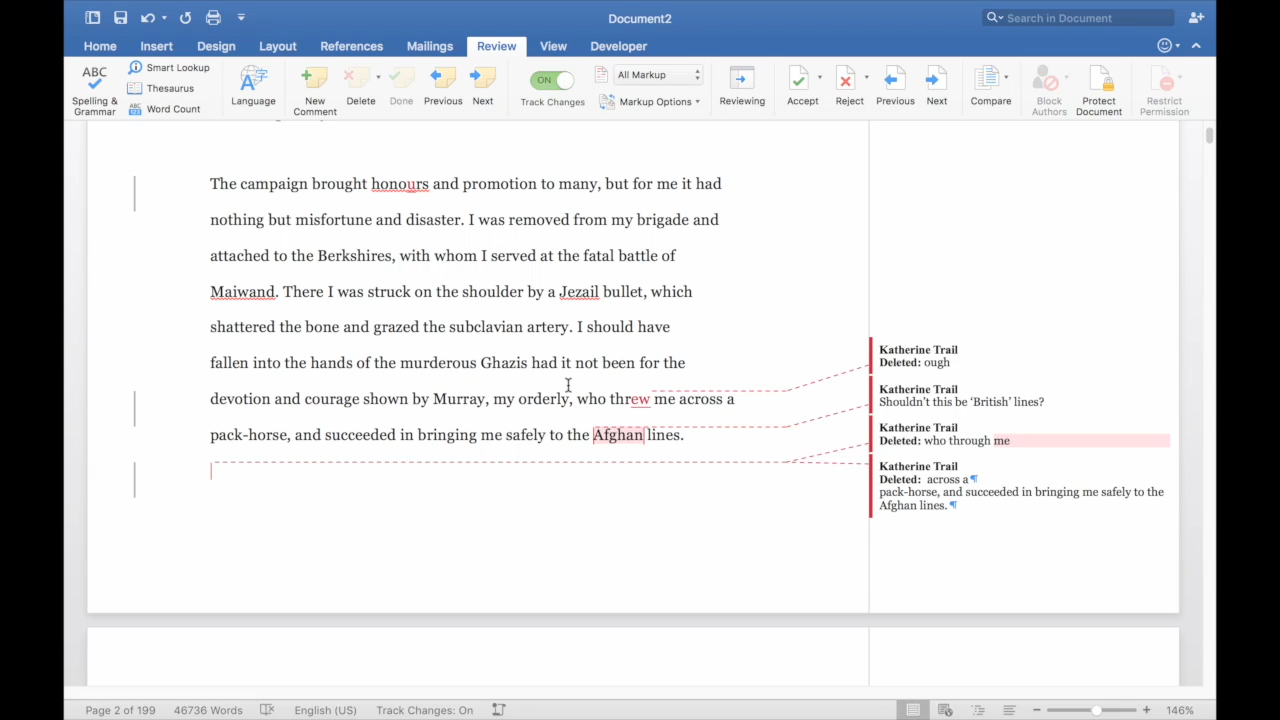 Document2
Search in Document
Home Insert Design Layout References Mailings Review View Developer
ABC
Spelling & Grammar
Smart Lookup
Thesaurus
ABC 123 Word Count
A
Language
New Comment
Delete
Done
Previous
Next
ON
Track Changes
All Markup
Markup Options
Reviewing
Accept
Reject
Previous
Next
Compare
Block Authors
Protect Document
Restrict Permission
The campaign brought honours and promotion to many, but for me it had
nothing but misfortune and disaster. I was removed from my brigade and
attached to the Berkshires, with whom I served at the fatal battle of
Maiwand. There I was struck on the shoulder by a Jezail bullet, which
shattered the bone and grazed the subclavian artery. I should have
fallen into the hands of the murderous Ghazis had it not been for the
devotion and courage shown by Murray, my orderly, who threw me across a
pack-horse, and succeeded in bringing me safely to the Afghan lines.
Katherine Trail
Deleted: ough
Katherine Trail
Shouldn't this be ‘British’ lines?
Katherine Trail
Deleted: who through me
Katherine Trail
Deleted: across a¶
pack-horse, and succeeded in bringing me safely to the
Afghan lines.¶
Page 2 of 199 46736 Words English (US) Track Changes: On 146%